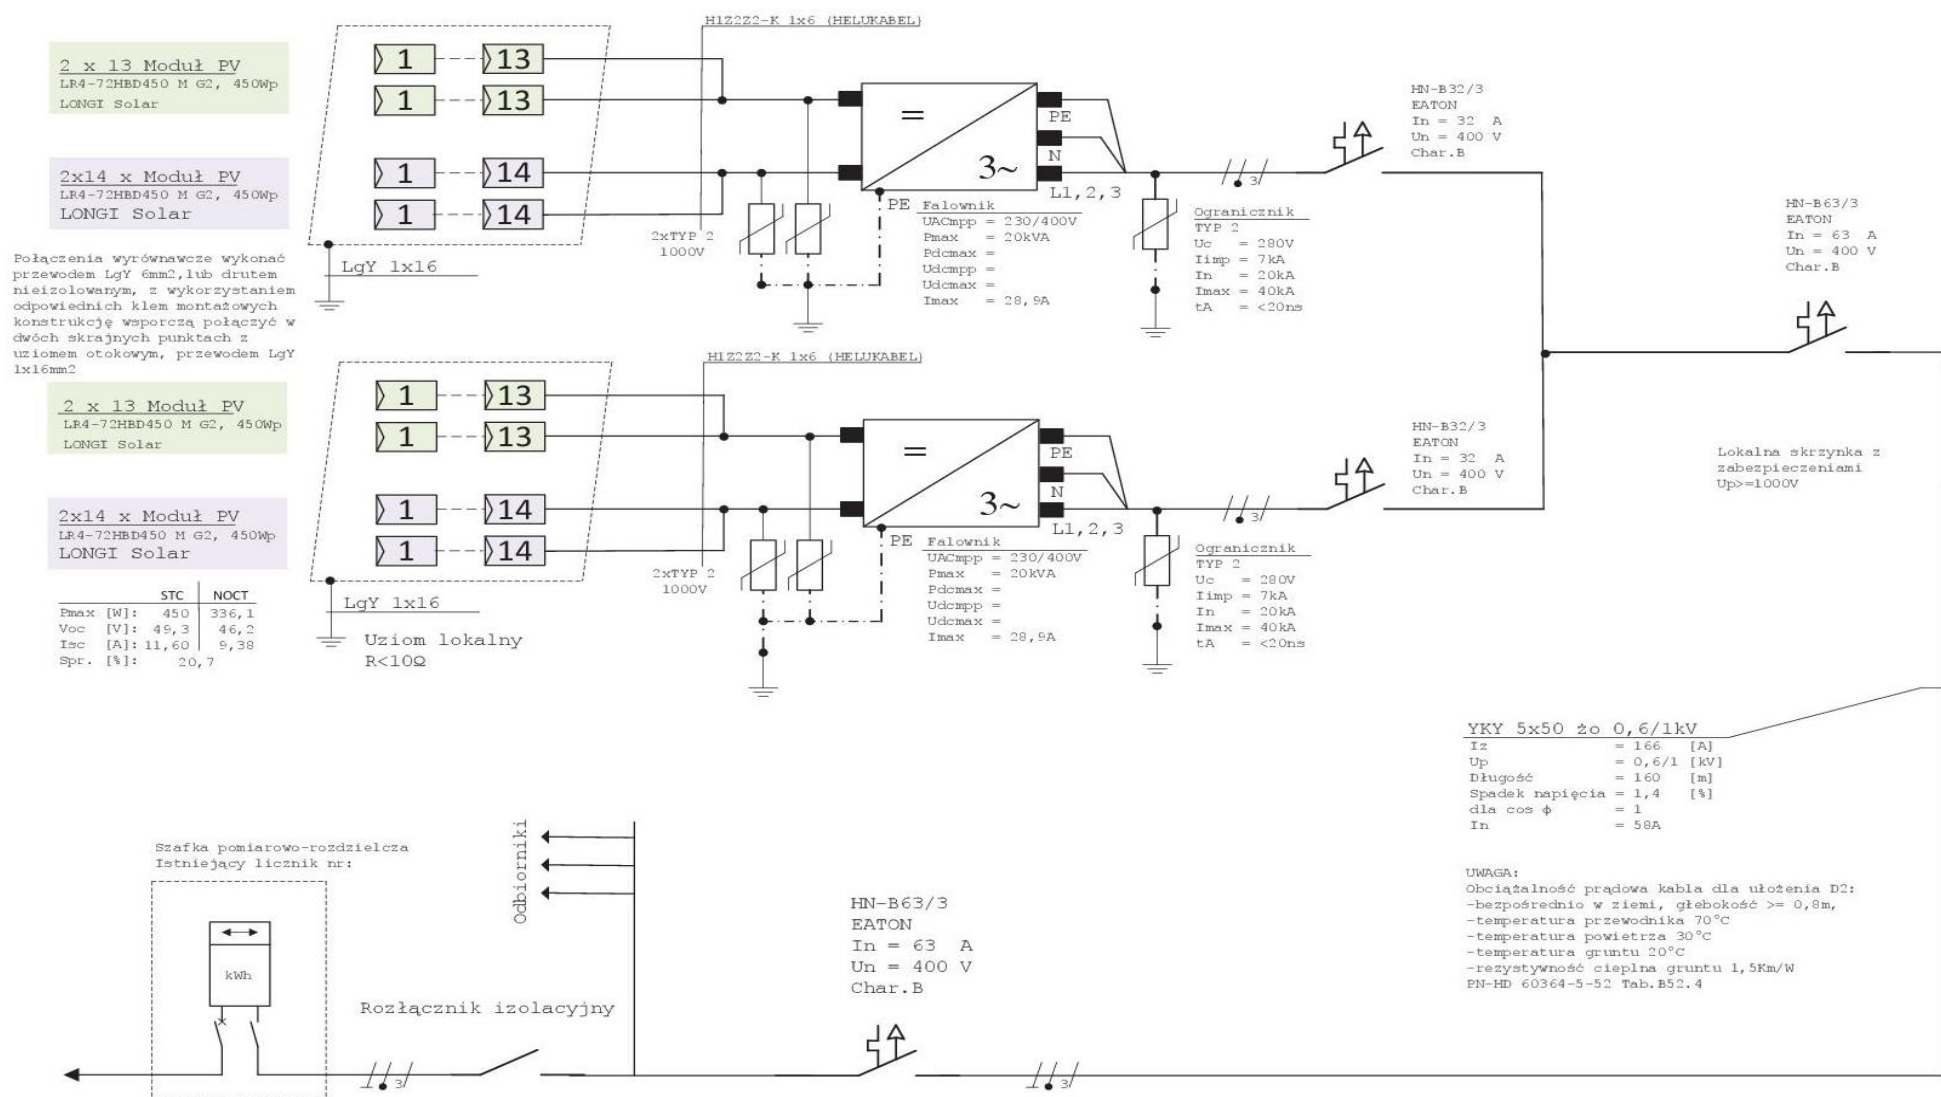 2 x 13 Moduł PV
LR4-72HBD450 M G2, 450Wp
LONGI Solar
2x14 x Moduł PV
LR4-72HBD450 M G2, 450Wp
LONGI Solar
Połączenia wyrównawcze wykonać
przewodem LgY 6mm2, lub drutem
nieizolowanym, z wykorzystaniem
odpowiednich klem montażowych
konstrukcję wsporczą połączyć w
dwóch skrajnych punktach z
uziomem otokowym, przewodem LgY
1x16mm2
1 13
1 13
1 14
1 14
LgY 1x16
H1Z2Z2-K 1x6 (HELUKABEL)
2xTYP 2
1000V
=
3~
PE
N
L1,2,3
PE
Falownik
UACmpp = 230/400V
Pmax = 20kVA
Pdcmax =
Udcmpp =
Udcmax =
Imax = 28,9A
Ogranicznik
TYP 2
Uc = 280V
Iimp = 7kA
In = 20kA
Imax = 40kA
tA = <20ns
3
HN-B32/3
EATON
In = 32 A
Un = 400 V
Char.B
HN-B63/3
EATON
In = 63 A
Un = 400 V
Char.B
2 x 13 Moduł PV
LR4-72HBD450 M G2, 450Wp
LONGI Solar
2x14 x Moduł PV
LR4-72HBD450 M G2, 450Wp
LONGI Solar
STC NOCT
Pmax [W]: 450 336,1
Voc [V]: 49,3 46,2
Isc [A]: 11,60 9,38
Spr. [%]: 20,7
1 13
1 13
1 14
1 14
LgY 1x16
Uziom lokalny
R<10Ω
H1Z2Z2-K 1x6 (HELUKABEL)
2xTYP 2
1000V
=
3~
PE
N
L1,2,3
PE
Falownik
UACmpp = 230/400V
Pmax = 20kVA
Pdcmax =
Udcmpp =
Udcmax =
Imax = 28,9A
Ogranicznik
TYP 2
Uc = 280V
Iimp = 7kA
In = 20kA
Imax = 40kA
tA = <20ns
3
HN-B32/3
EATON
In = 32 A
Un = 400 V
Char.B
Lokalna skrzynka z
zabezpieczeniami
Up>=1000V
YKY 5x50 żo 0,6/1kV
Iz = 166 [A]
Up = 0,6/1 [kV]
Długość = 160 [m]
Spadek napięcia = 1,4 [%]
dla cos ϕ = 1
In = 58A
UWAGA:
Obciążalność prądowa kabla dla ułożenia D2:
-bezpośrednio w ziemi, głebokość >= 0,8m,
-temperatura przewodnika 70°C
-temperatura powietrza 30°C
-temperatura gruntu 20°C
-rezystywność cieplna gruntu 1,5Km/W
PN-HD 60364-5-52 Tab.B52.4
Szafka pomiarowo-rozdzielcza
Istniejący licznik nr:
kWh
3
Rozłącznik izolacyjny
Odbiorniki
HN-B63/3
EATON
In = 63 A
Un = 400 V
Char.B
3